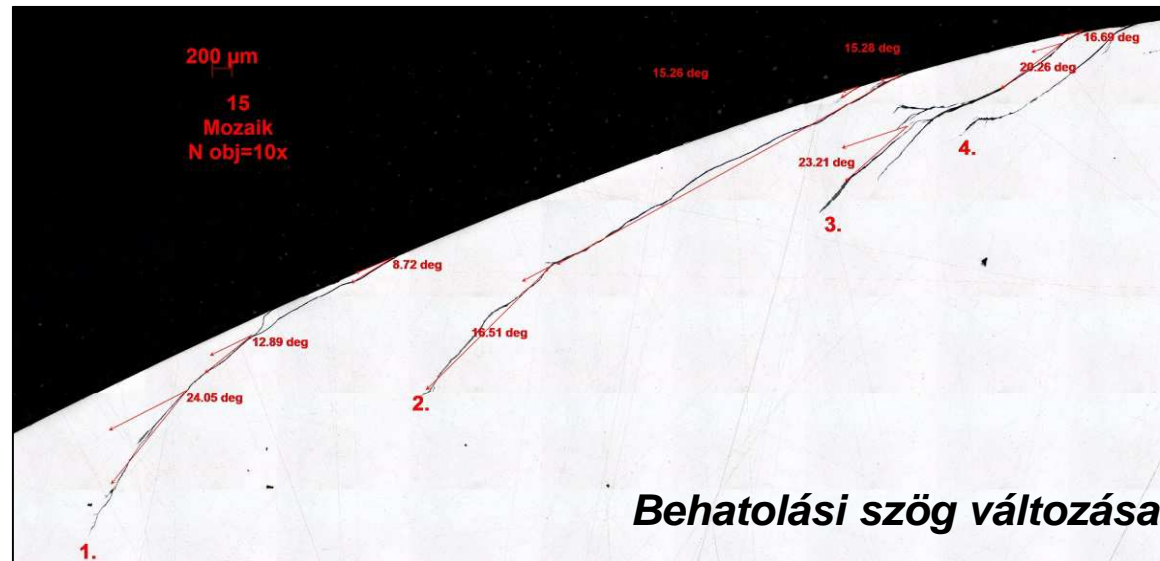 200 µm
15
Mozaik
N obj=10x
15.26 deg
15.28 deg
16.69 deg
20.26 deg
23.21 deg
4.
3.
8.72 deg
12.89 deg
16.51 deg
24.05 deg
2.
1.
Behatolási szög változása